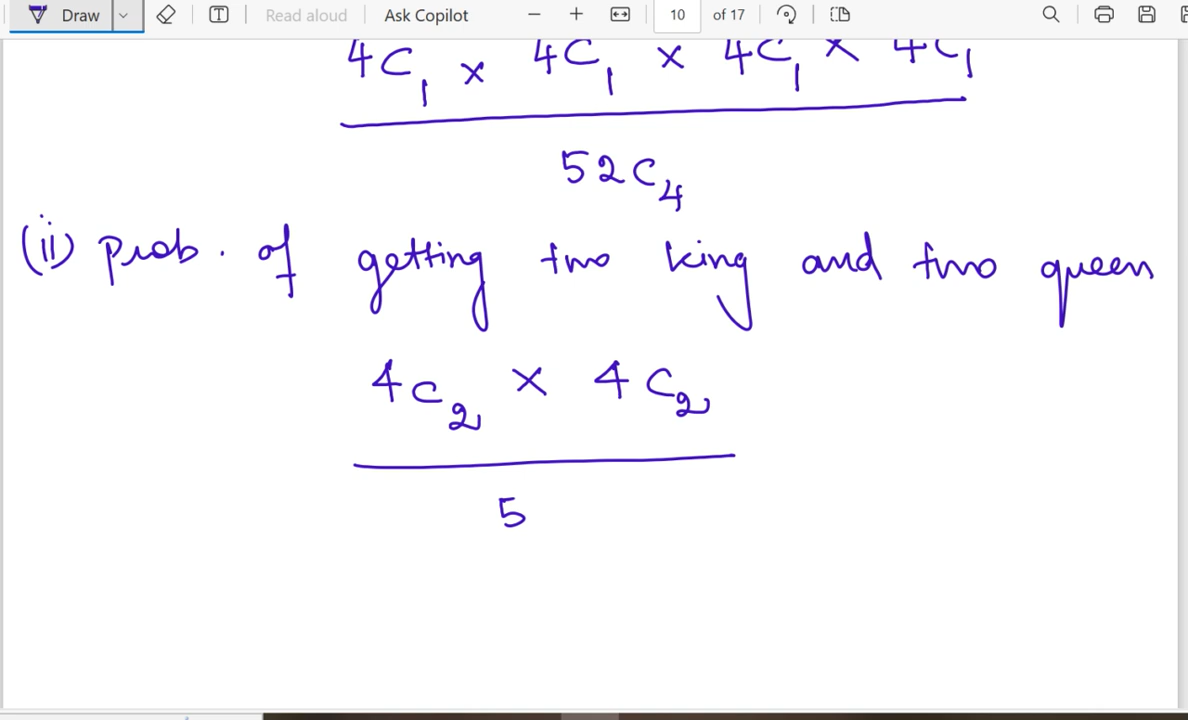 Draw Read aloud Ask Copilot 10 of 17
4C1 × 4C1 × 4C1 × 4C1
52C4
(ii) prob. of getting two king and two queen
4C2 × 4C2
5